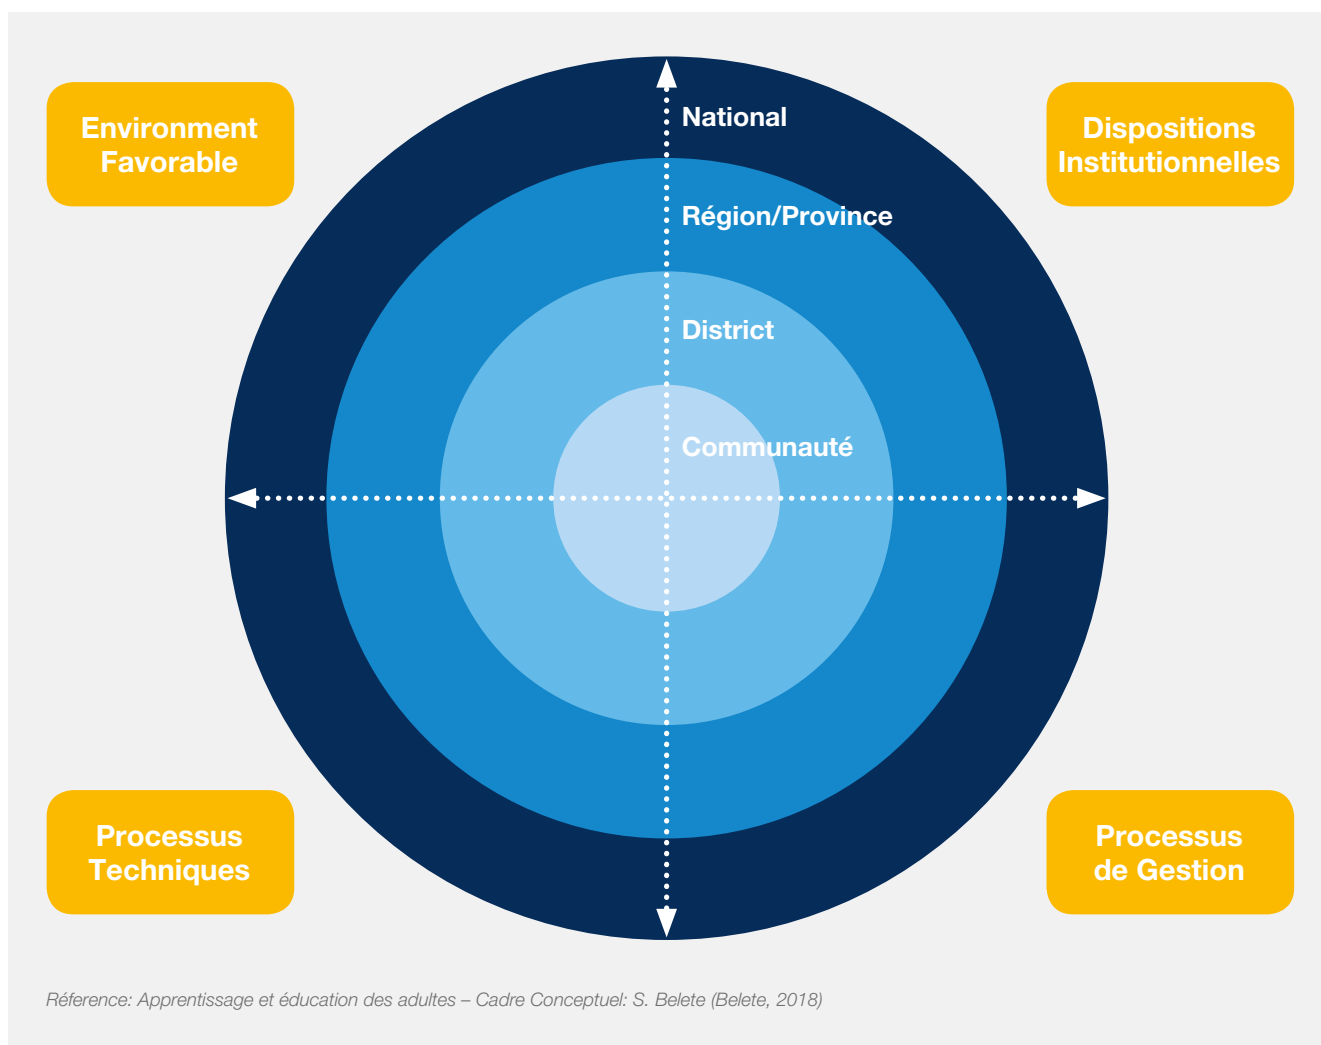 Environment
Favorable
Dispositions
Institutionnelles
National
Région/Province
District
Communauté
Processus
Techniques
Processus
de Gestion
Réference: Apprentissage et éducation des adultes – Cadre Conceptuel: S. Belete (Belete, 2018)